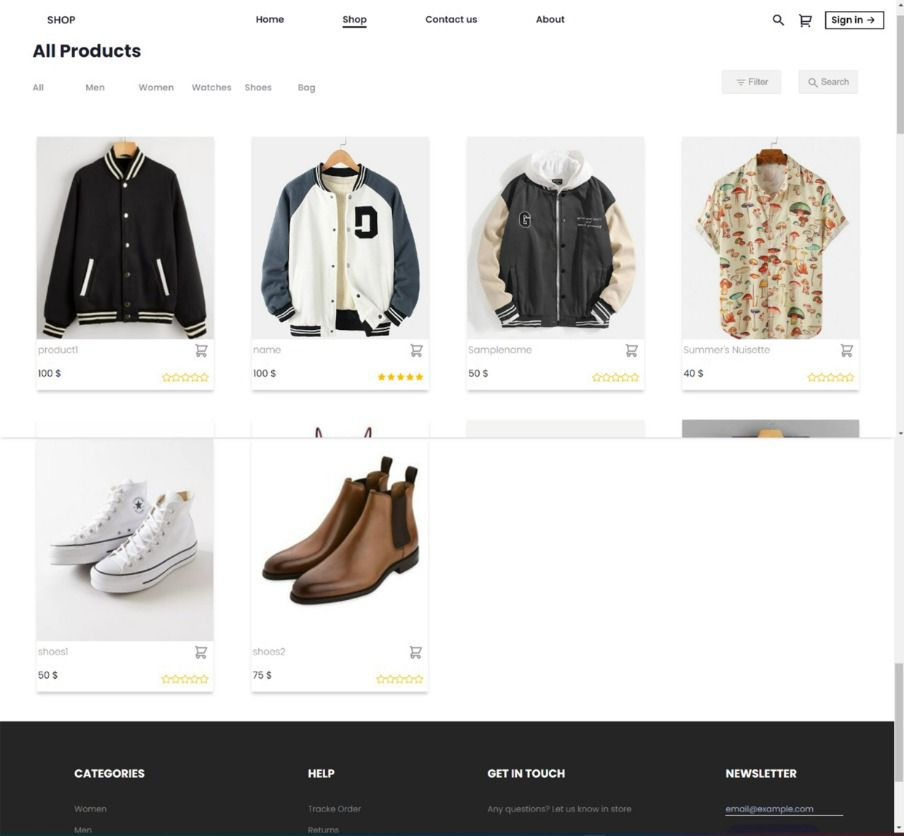 SHOP Home Shop Contact us About Sign in →
All Products
All Men Women Watches Shoes Bag Filter Search
G
product1 name Samplename Summer's Nuisette
100 $ 100 $ 50 $ 40 $
shoes1 shoes2
50 $ 75 $
CATEGORIES HELP GET IN TOUCH NEWSLETTER
Women Tracke Order Any questions? Let us know in store email@example.com
Men Returns